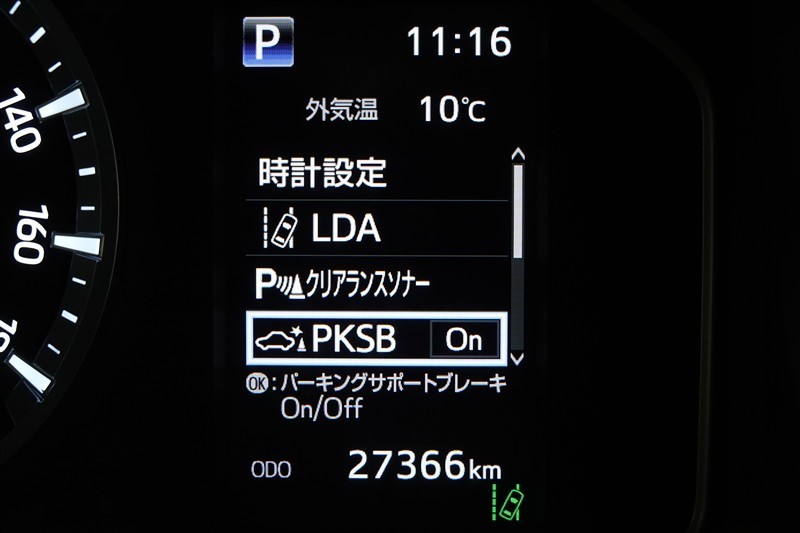 P 11:16
外気温 10℃
時計設定
LDA
Pクリアランスソナー
PKSB On
OK:パーキングサポートブレーキ
On/Off
ODO 27366km
140
160